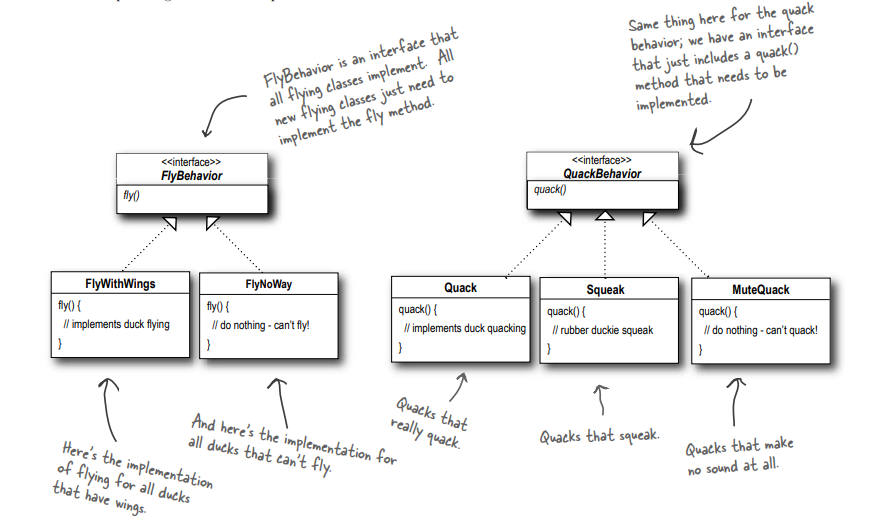 FlyBehavior is an interface that
all flying classes implement. All
new flying classes just need to
implement the fly method.
Same thing here for the quack
behavior; we have an interface
that just includes a quack()
method that needs to be
implemented.
<<interface>>
FlyBehavior
fly()
<<interface>>
QuackBehavior
quack()
FlyWithWings
fly() {
// implements duck flying
}
FlyNoWay
fly() {
// do nothing - can't fly!
}
Quack
quack() {
// implements duck quacking
}
Squeak
quack() {
// rubber duckie squeak
}
MuteQuack
quack() {
// do nothing - can't quack!
}
Here's the implementation
of flying for all ducks
that have wings.
And here's the implementation for
all ducks that can't fly.
Quacks that
really quack.
Quacks that squeak.
Quacks that make
no sound at all.